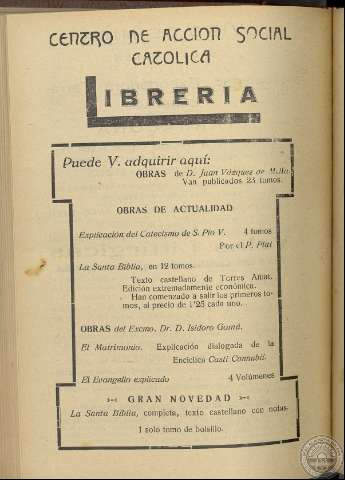 CENTRO DE ACCION SOCIAL
CATOLICA
LIBRERIA
Puede V. adquirir aquí:
OBRAS de D. Juan Vázquez de Mella
Van publicados 23 tomos.
OBRAS DE ACTUALIDAD
Explicación del Catecismo de S. Pío V. 4 tomos
Por el P. Plat
La Santa Biblia, en 12 tomos.
Texto castellano de Torres Amat.
Edición extremadamente económica.
Han comenzado a salir los primeros to-
mos, al precio de 1'25 cada uno.
OBRAS del Excmo. Dr. D. Isidoro Gomá.
El Matrimonio. Explicación dialogada de la
Encíclica Casti Connubii.
El Evangelio explicado 4 Volúmenes
GRAN NOVEDAD
La Santa Biblia, completa, texto castellano con notas.
1 solo tomo de bolsillo.